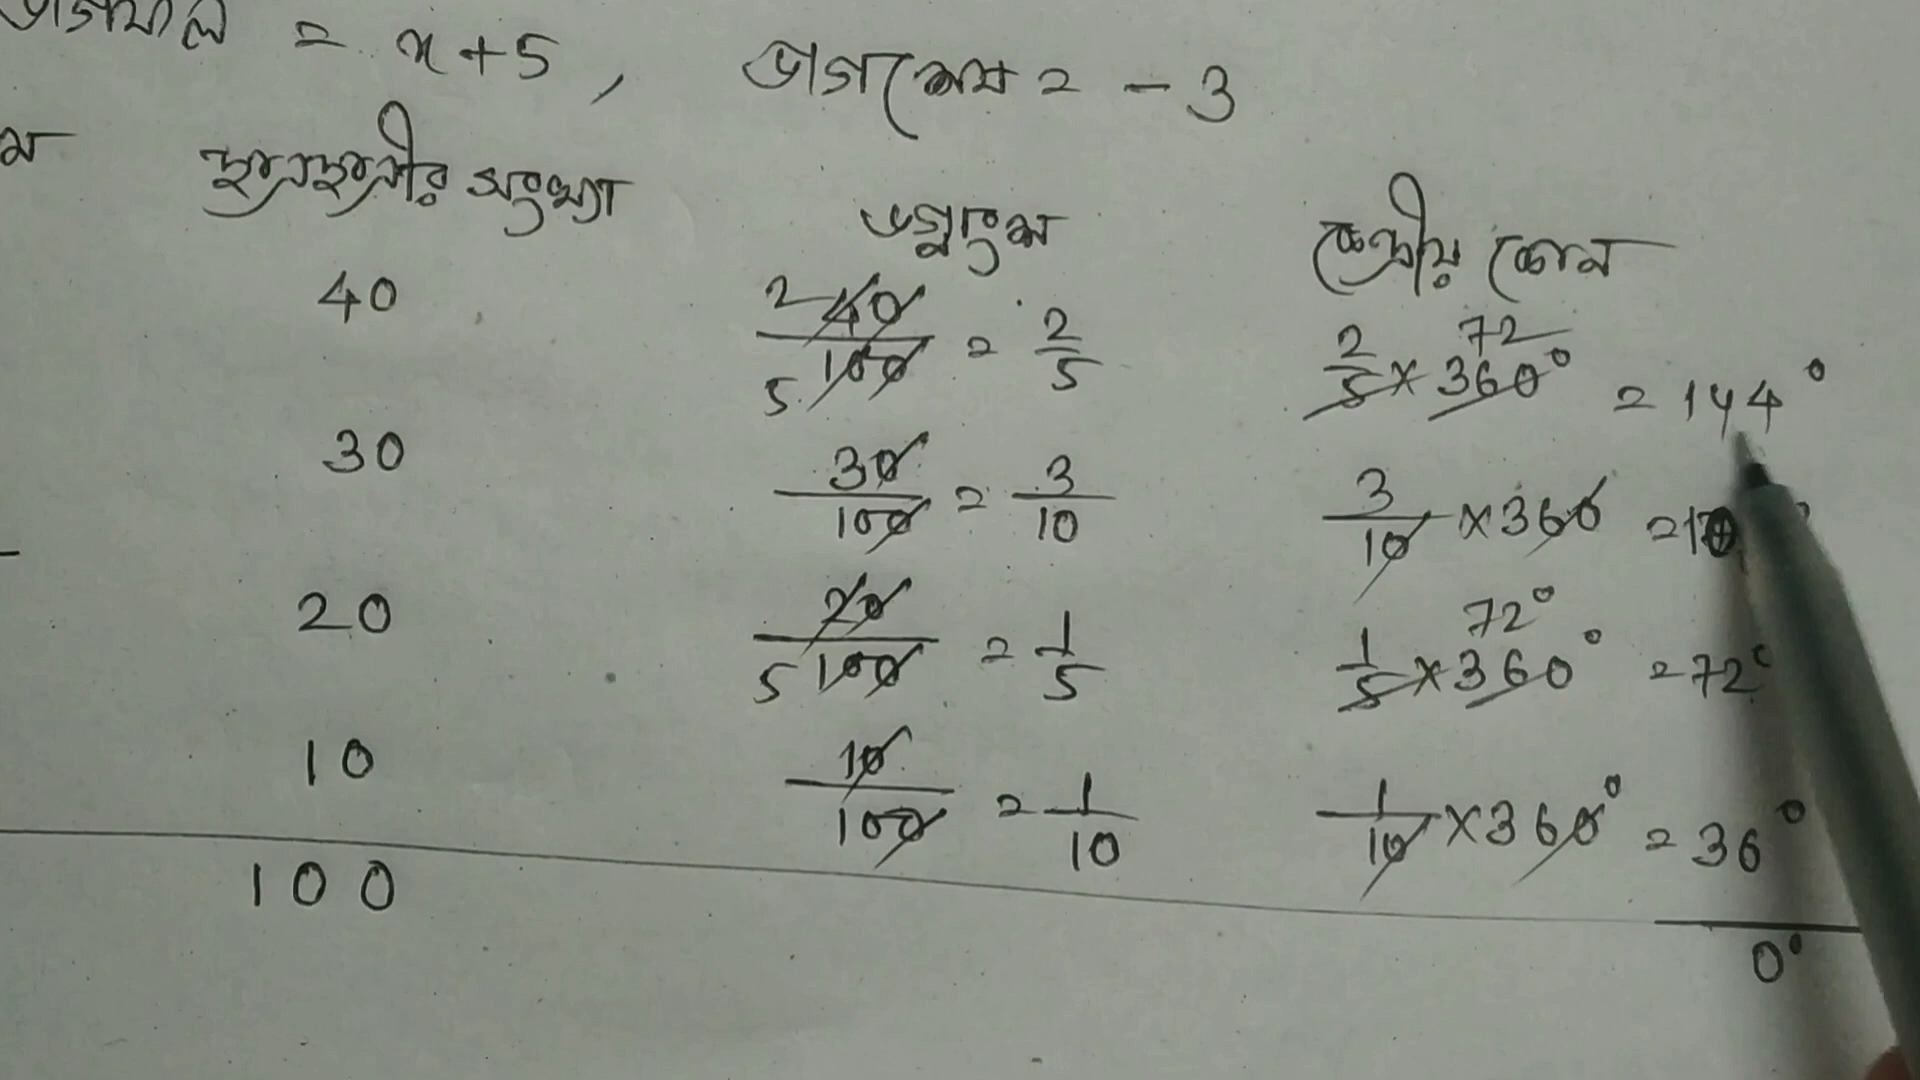 ভাগফল = x+5, ভাগশেষ = -3
ম ছাত্রছাত্রীর সংখ্যা ভগ্নাংশ কেন্দ্রীয় কোন
40 2 40/5 100 = 2/5 2/5 × 360° 72 = 144°
30 30/100 = 3/10 3/10 × 360 = 10
20 20/5 100 = 1/5 1/5 × 360° 72° = 72°
10 10/100 = 1/10 1/10 × 360° = 36°
100 0°